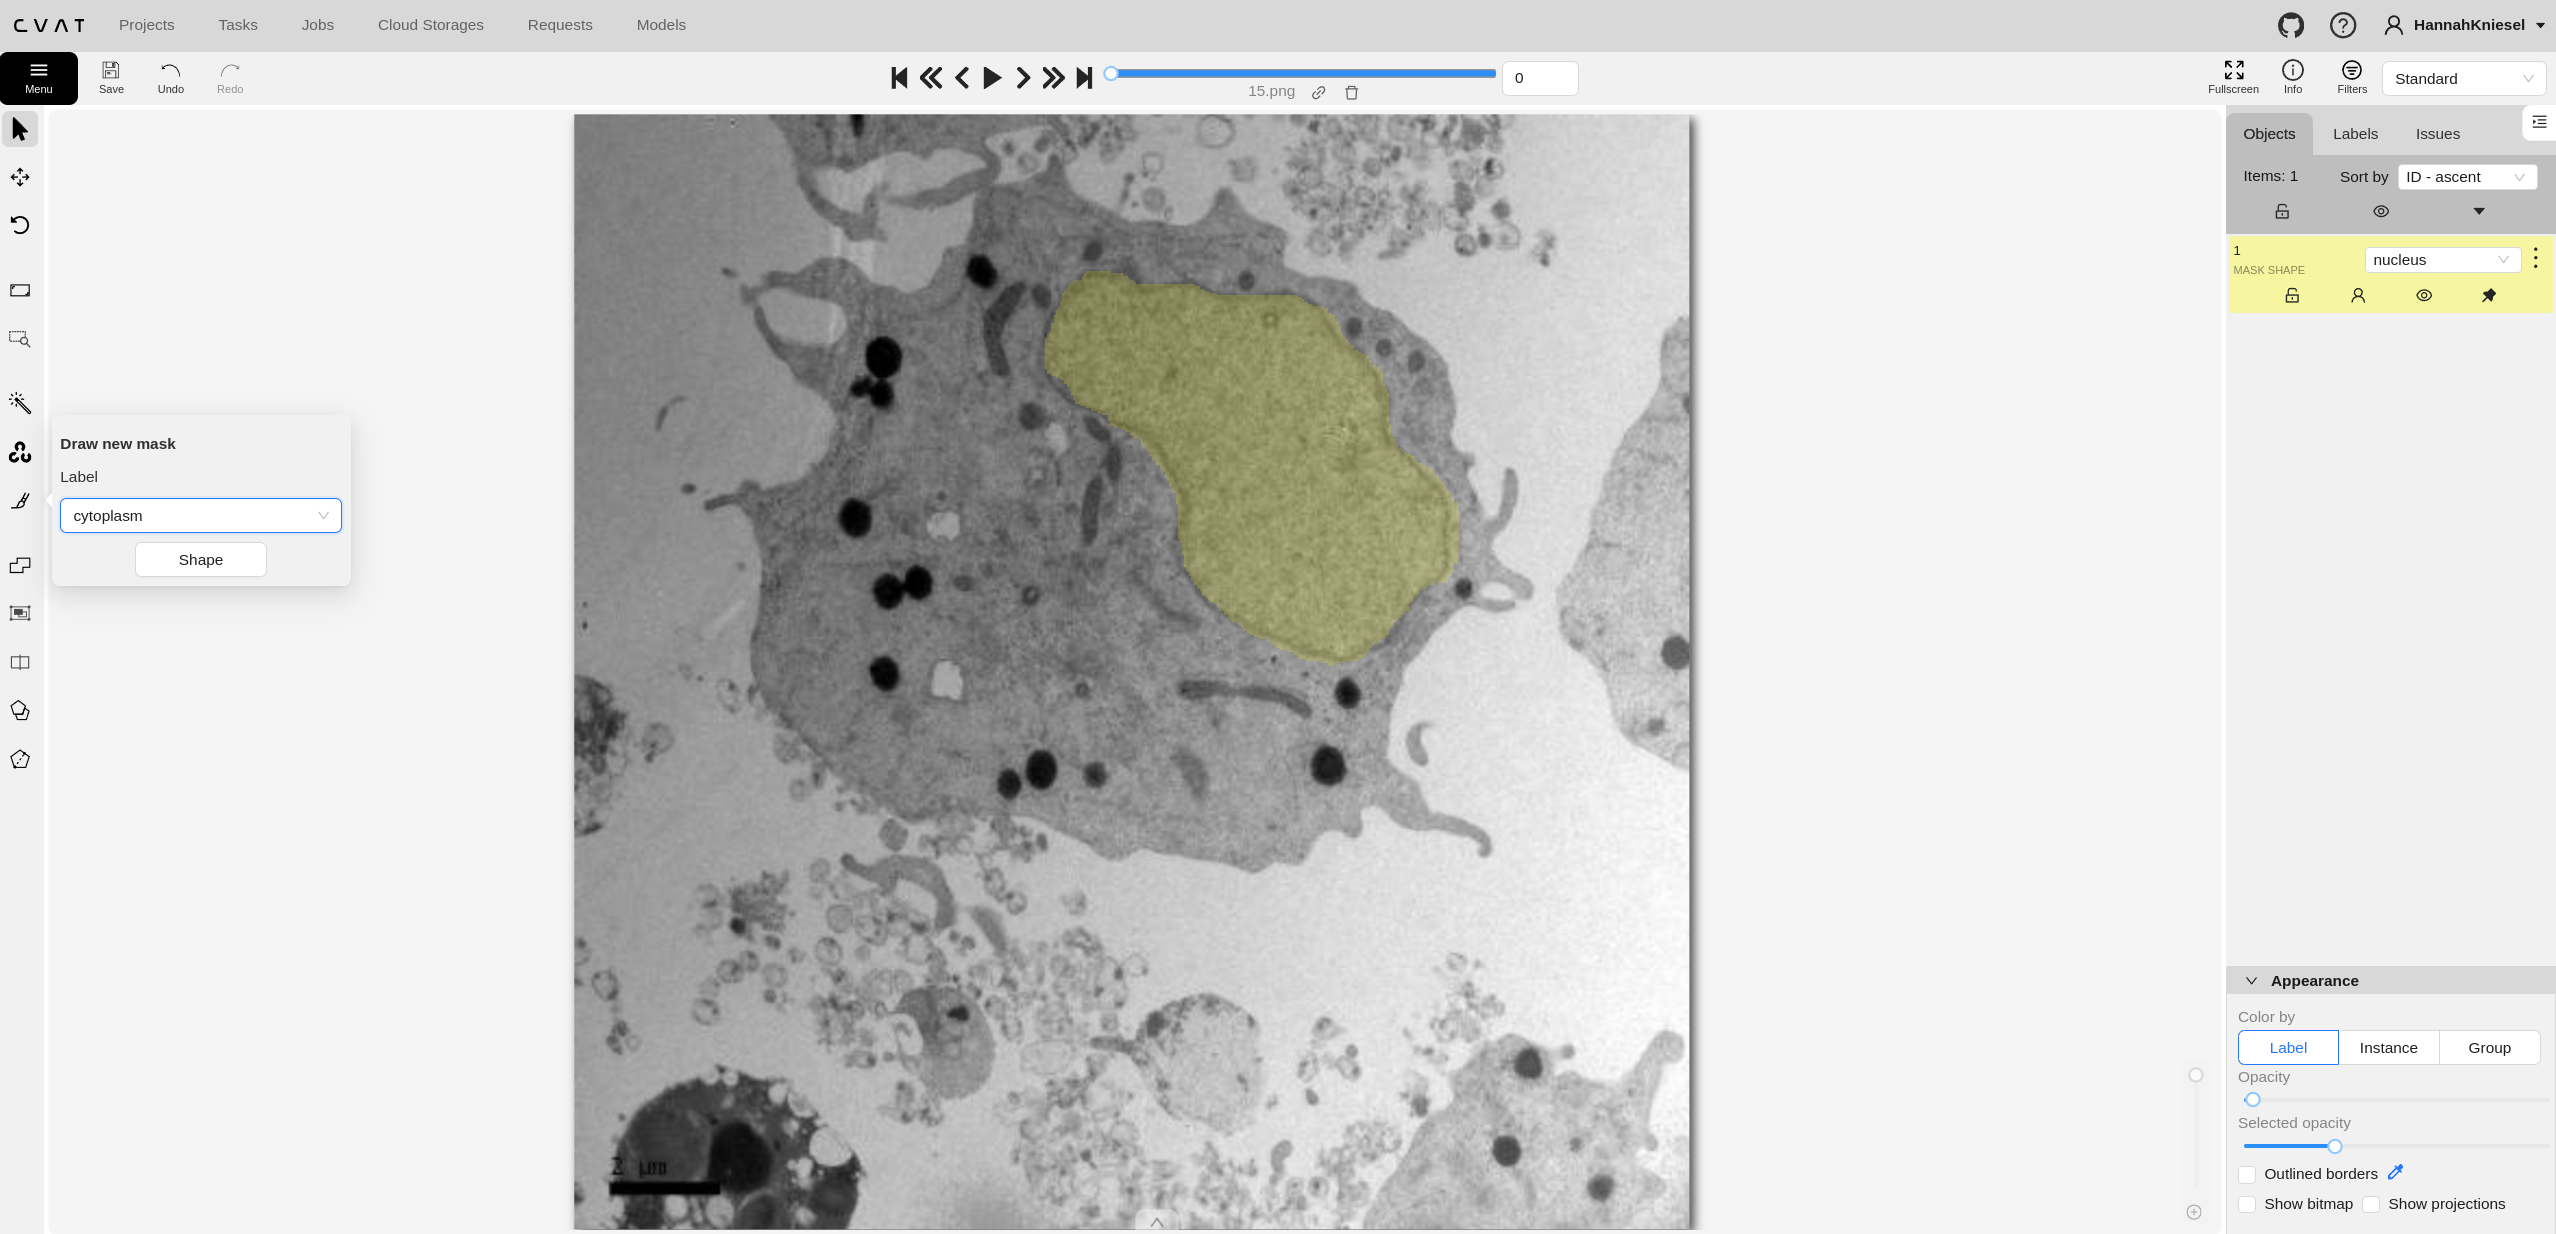 CVAT Projects Tasks Jobs Cloud Storages Requests Models HannahKniesel
Menu Save Undo Redo 15.png 0 Fullscreen Info Filters Standard
Objects Labels Issues
Items: 1 Sort by ID - ascent
1
MASK SHAPE nucleus
Draw new mask
Label
cytoplasm
Shape
2 µm
Appearance
Color by
Label Instance Group
Opacity
Selected opacity
Outlined borders
Show bitmap Show projections